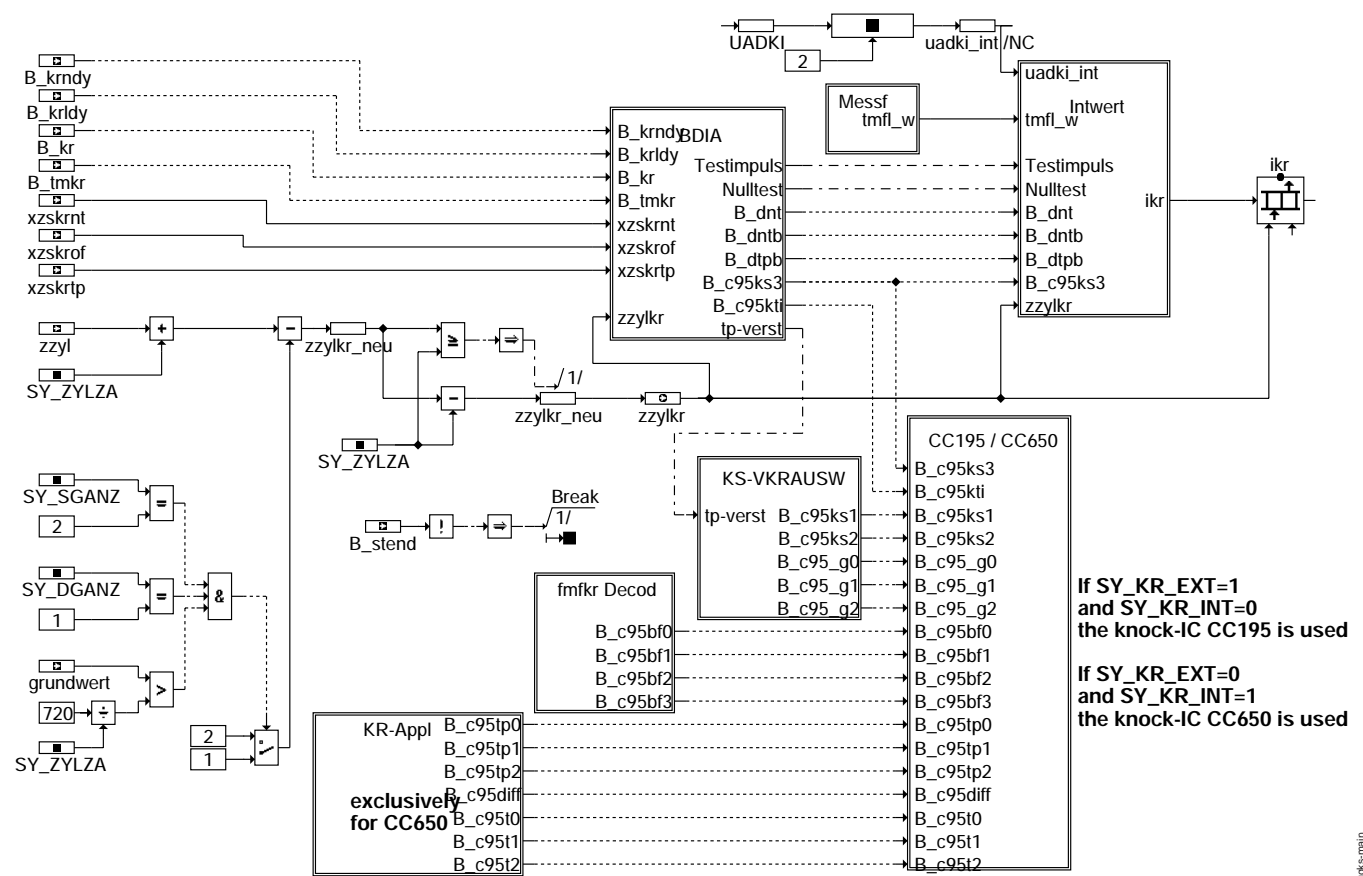 UADKI
2
uadki_int /NC
B_krndy
B_krldy
B_kr
B_tmkr
xzskrnt
xzskrof
xzskrtp
B_krndy
BDIA
B_krldy
B_kr
B_tmkr
xzskrnt
xzskrof
xzskrtp
zzylkr
Testimpuls
Nulltest
B_dnt
B_dntb
B_dtpb
B_c95ks3
B_c95kti
tp-verst
Messf
tmfl_w
uadki_int
Intwert
tmfl_w
Testimpuls
Nulltest
B_dnt
B_dntb
B_dtpb
B_c95ks3
zzylkr
ikr
ikr
zzyl
+
SY_ZYLZA
-
zzylkr_neu
≥
⇒
1/
-
zzylkr_neu
zzylkr
SY_ZYLZA
SY_SGANZ
2
=
SY_DGANZ
1
=
&
grundwert
>
720
÷
SY_ZYLZA
2
1
B_stend
!
⇒
Break
1/
KS-VKRAUSW
tp-verst
B_c95ks1
B_c95ks2
B_c95_g0
B_c95_g1
B_c95_g2
fmfkr Decod
B_c95bf0
B_c95bf1
B_c95bf2
B_c95bf3
KR-Appl
exclusively
for CC650
B_c95tp0
B_c95tp1
B_c95tp2
B_c95diff
B_c95t0
B_c95t1
B_c95t2
CC195 / CC650
B_c95ks3
B_c95kti
B_c95ks1
B_c95ks2
B_c95_g0
B_c95_g1
B_c95_g2
B_c95bf0
B_c95bf1
B_c95bf2
B_c95bf3
B_c95tp0
B_c95tp1
B_c95tp2
B_c95diff
B_c95t0
B_c95t1
B_c95t2
If SY_KR_EXT=1
and SY_KR_INT=0
the knock-IC CC195 is used
If SY_KR_EXT=0
and SY_KR_INT=1
the knock-IC CC650 is used